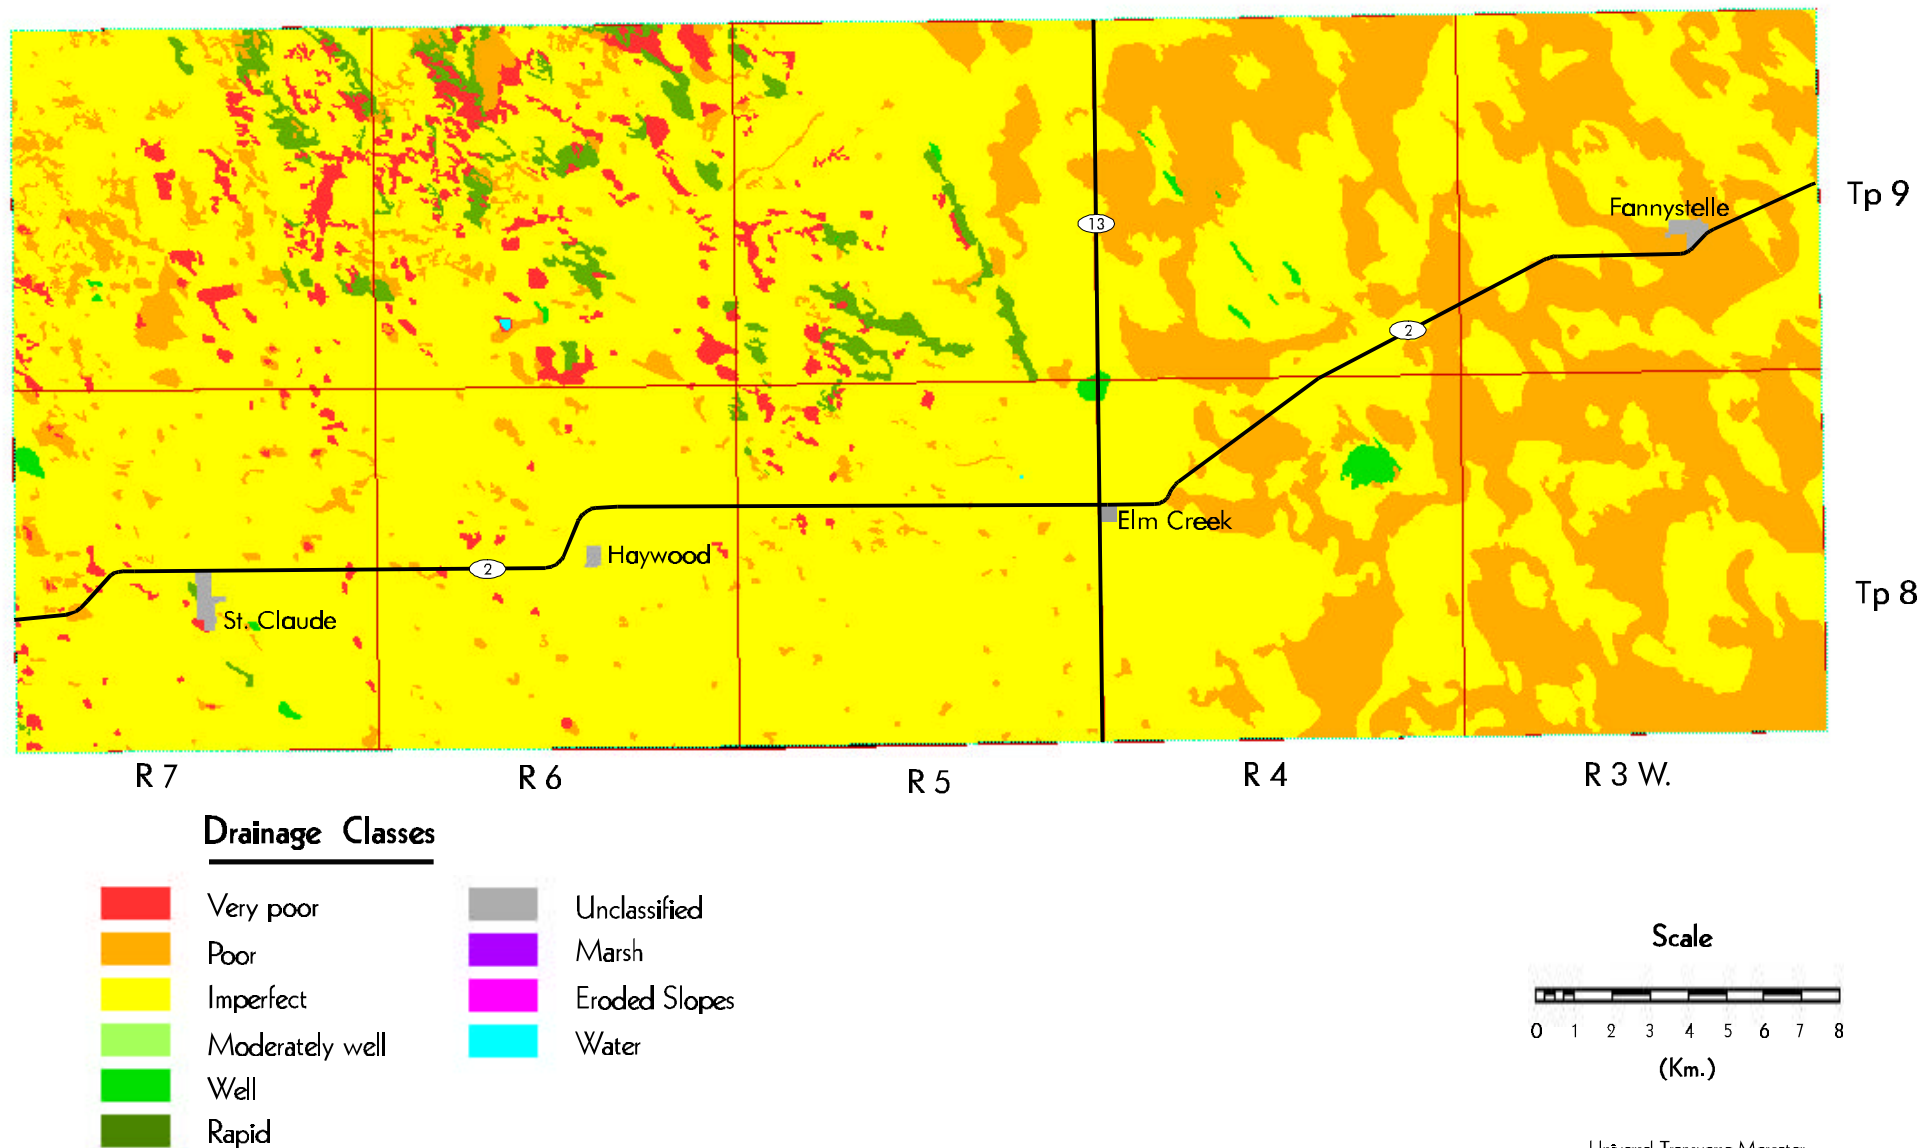 Tp 9
Fannystelle
13
2
Elm Creek
Haywood
2
St. Claude
Tp 8
R 7
R 6
R 5
R 4
R 3 W.
Drainage Classes
Very poor
Poor
Imperfect
Moderately well
Well
Rapid
Unclassified
Marsh
Eroded Slopes
Water
Scale
0 1 2 3 4 5 6 7 8
(Km.)